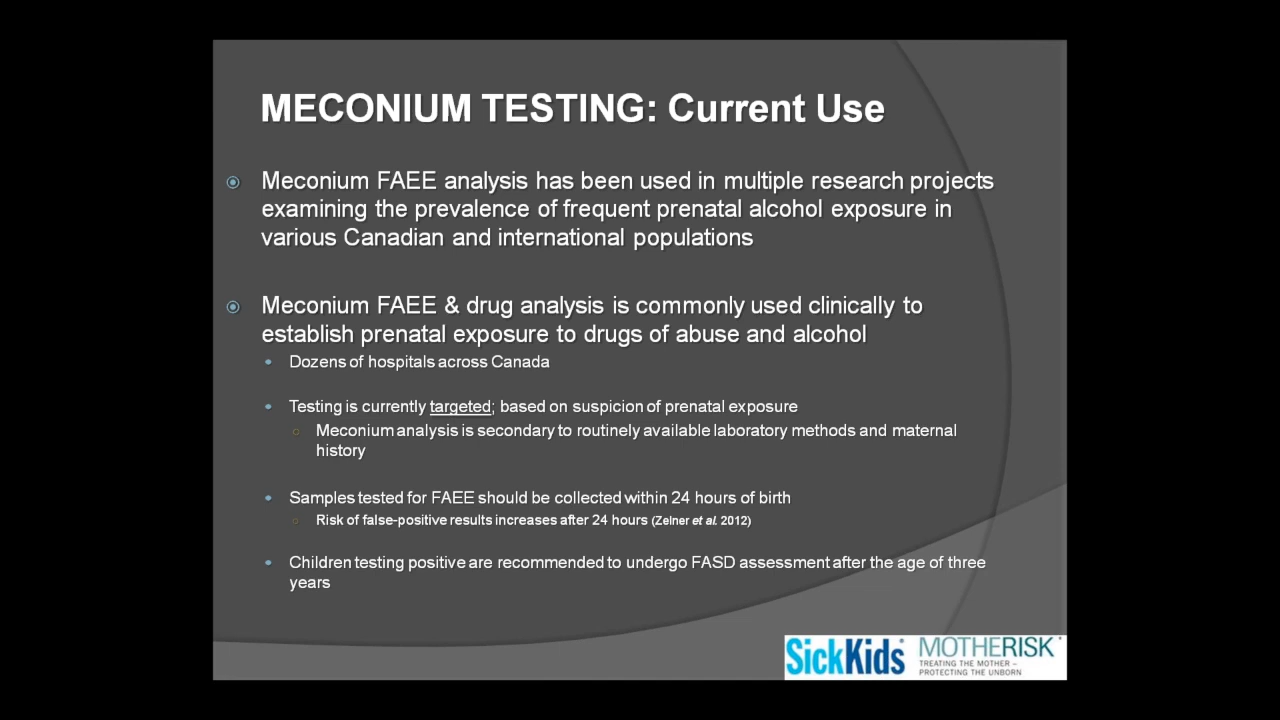 MECONIUM TESTING: Current Use
Meconium FAEE analysis has been used in multiple research projects
examining the prevalence of frequent prenatal alcohol exposure in
various Canadian and international populations
Meconium FAEE & drug analysis is commonly used clinically to
establish prenatal exposure to drugs of abuse and alcohol
Dozens of hospitals across Canada
Testing is currently targeted; based on suspicion of prenatal exposure
Meconium analysis is secondary to routinely available laboratory methods and maternal
history
Samples tested for FAEE should be collected within 24 hours of birth
Risk of false-positive results increases after 24 hours (Zelner et al. 2012)
Children testing positive are recommended to undergo FASD assessment after the age of three
years
SickKids
MOTHERISK
TREATING THE MOTHER –
PROTECTING THE UNBORN